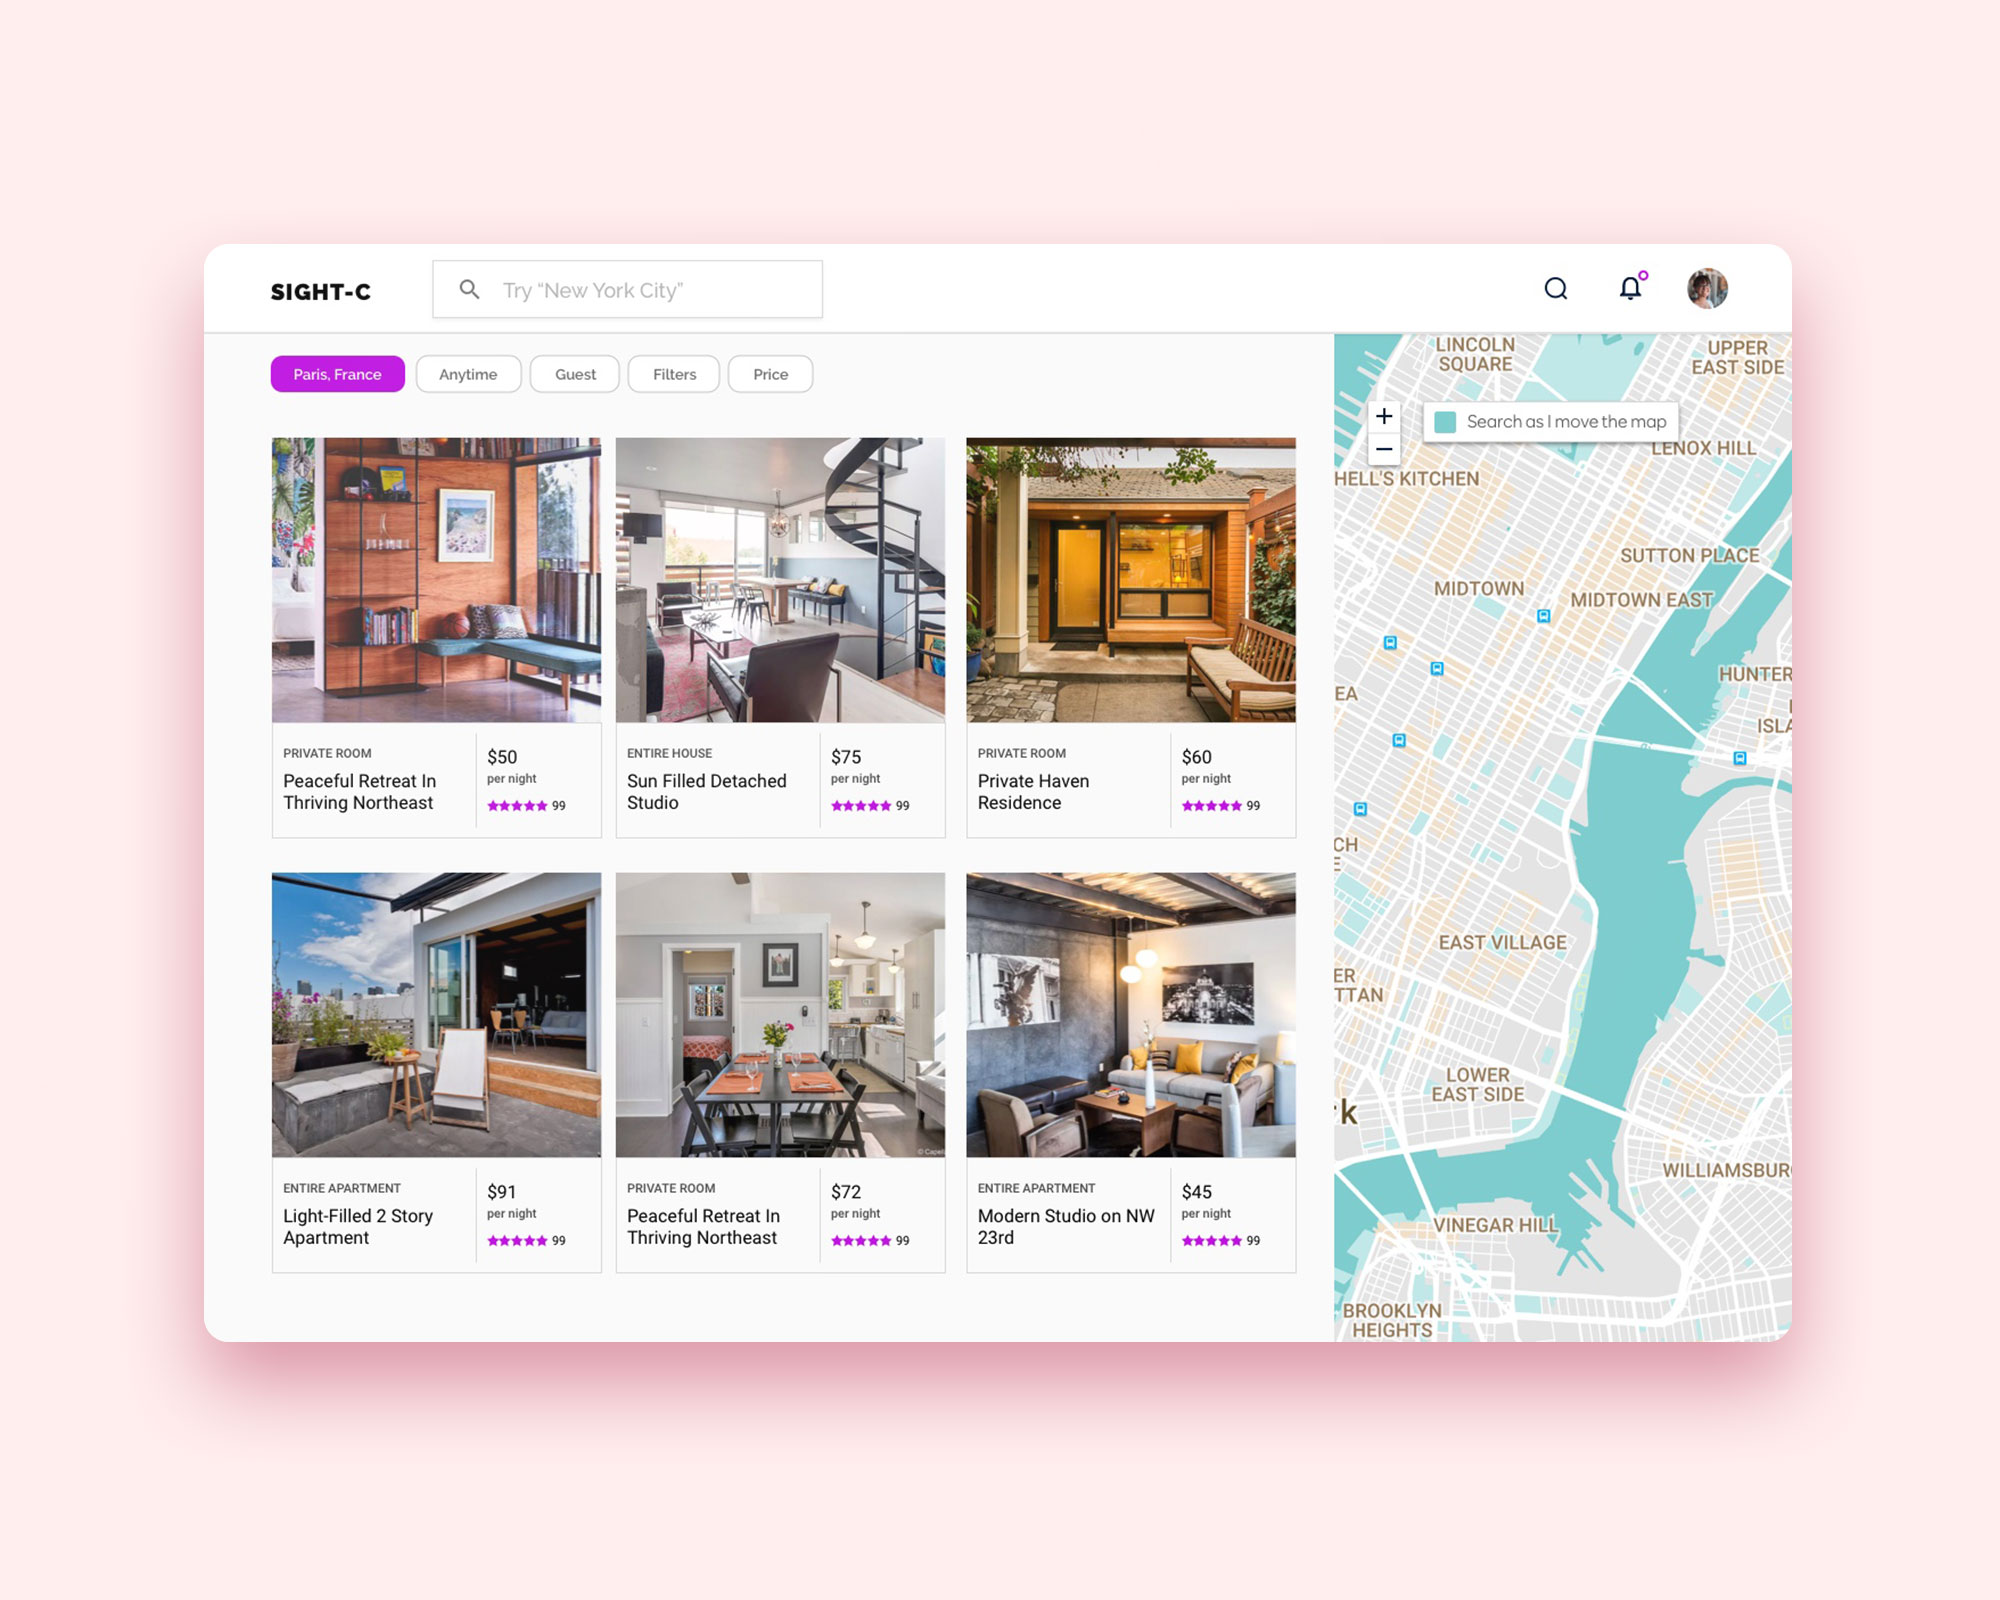 SIGHT-C
Try “New York City”
Paris, France
Anytime
Guest
Filters
Price
PRIVATE ROOM
Peaceful Retreat In
Thriving Northeast
$50
per night
99
ENTIRE HOUSE
Sun Filled Detached
Studio
$75
per night
99
PRIVATE ROOM
Private Haven
Residence
$60
per night
99
ENTIRE APARTMENT
Light-Filled 2 Story
Apartment
$91
per night
99
PRIVATE ROOM
Peaceful Retreat In
Thriving Northeast
$72
per night
99
ENTIRE APARTMENT
Modern Studio on NW
23rd
$45
per night
99
LINCOLN
SQUARE
UPPER
EAST SIDE
+
Search as I move the map
−
LENOX HILL
HELL'S KITCHEN
SUTTON PLACE
MIDTOWN
MIDTOWN EAST
HUNTER
EA
ISLA
CH
EAST VILLAGE
ER
TTAN
LOWER
EAST SIDE
k
WILLIAMSBUR
VINEGAR HILL
BROOKLYN
HEIGHTS